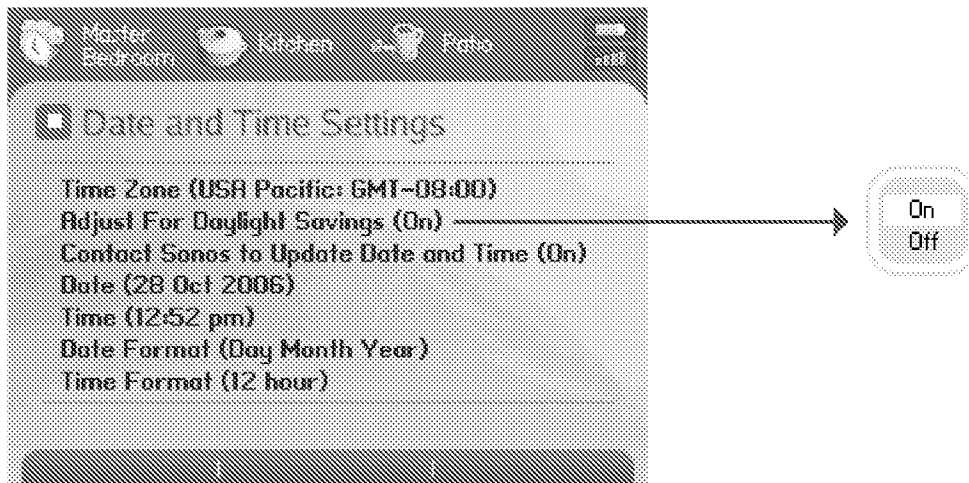 Master
Bedroom
Kitchen
Patio
Date and Time Settings
Time Zone (USA Pacific: GMT-08:00)
Adjust For Daylight Savings (On)
Contact Sonos to Update Date and Time (On)
Date (28 Oct 2006)
Time (12:52 pm)
Date Format (Day Month Year)
Time Format (12 hour)
On
Off